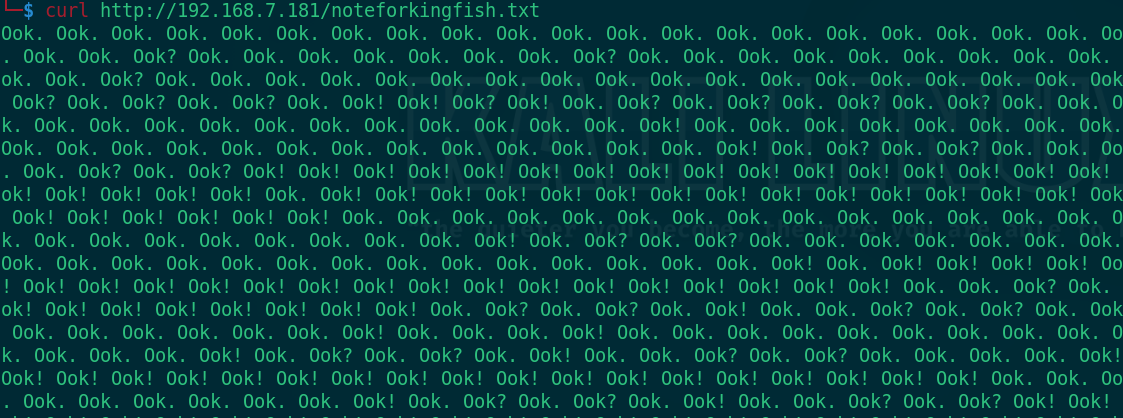 └─$ curl http://192.168.7.181/noteforkingfish.txt
Ook. Ook. Ook. Ook. Ook. Ook. Ook. Ook. Ook. Ook. Ook. Ook. Ook. Ook. Ook. Ook. Ook. Ook. Ook. Ook. Oo
. Ook. Ook. Ook? Ook. Ook. Ook. Ook. Ook. Ook. Ook. Ook? Ook. Ook. Ook. Ook. Ook. Ook. Ook. Ook. Ook.
ok. Ook. Ook? Ook. Ook. Ook. Ook. Ook. Ook. Ook. Ook. Ook. Ook. Ook. Ook. Ook. Ook. Ook. Ook. Ook. Ook
 Ook? Ook. Ook? Ook. Ook? Ook. Ook! Ook! Ook? Ook! Ook. Ook? Ook. Ook? Ook. Ook? Ook. Ook? Ook. Ook. O
k. Ook. Ook. Ook. Ook. Ook. Ook. Ook. Ook. Ook. Ook. Ook. Ook! Ook. Ook. Ook. Ook. Ook. Ook. Ook. Ook.
Ook. Ook. Ook. Ook. Ook. Ook. Ook. Ook. Ook. Ook. Ook. Ook. Ook. Ook! Ook. Ook? Ook. Ook? Ook. Ook. Oo
. Ook. Ook? Ook. Ook? Ook! Ook! Ook! Ook! Ook! Ook! Ook! Ook! Ook! Ook! Ook! Ook! Ook! Ook! Ook! Ook!
ok! Ook! Ook! Ook! Ook! Ook. Ook! Ook! Ook! Ook! Ook! Ook! Ook! Ook! Ook! Ook! Ook! Ook! Ook! Ook! Ook
 Ook! Ook! Ook! Ook! Ook! Ook! Ook. Ook. Ook. Ook. Ook. Ook. Ook. Ook. Ook. Ook. Ook. Ook. Ook. Ook. O
k. Ook. Ook. Ook. Ook. Ook. Ook. Ook. Ook. Ook. Ook! Ook. Ook? Ook. Ook? Ook. Ook. Ook. Ook. Ook. Ook.
Ook. Ook. Ook. Ook. Ook. Ook. Ook. Ook. Ook. Ook. Ook. Ook. Ook. Ook. Ook! Ook. Ook! Ook! Ook! Ook! Oo
! Ook! Ook! Ook! Ook! Ook! Ook! Ook! Ook! Ook! Ook! Ook! Ook! Ook! Ook! Ook! Ook! Ook. Ook. Ook? Ook.
ok! Ook! Ook! Ook! Ook! Ook! Ook! Ook! Ook. Ook? Ook. Ook? Ook. Ook! Ook. Ook. Ook? Ook. Ook? Ook. Ook
 Ook. Ook. Ook. Ook. Ook. Ook. Ook! Ook. Ook. Ook. Ook! Ook. Ook. Ook. Ook. Ook. Ook. Ook. Ook. Ook. O
k. Ook. Ook. Ook. Ook! Ook. Ook? Ook. Ook? Ook. Ook! Ook. Ook. Ook? Ook. Ook? Ook. Ook. Ook. Ook. Ook!
Ook! Ook! Ook! Ook! Ook! Ook! Ook! Ook! Ook! Ook! Ook! Ook! Ook! Ook! Ook! Ook! Ook! Ook! Ook! Ook. Oo
. Ook. Ook. Ook. Ook. Ook. Ook. Ook. Ook. Ook? Ook. Ook? Ook. Ook! Ook. Ook. Ook? Ook. Ook? Ook! Ook!